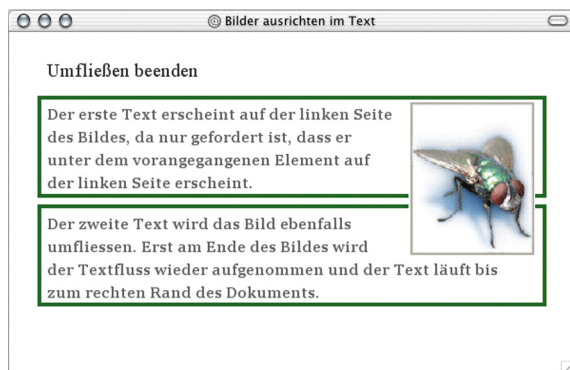 @ Bilder ausrichten im Text
Umfließen beenden
Der erste Text erscheint auf der linken Seite
des Bildes, da nur gefordert ist, dass er
unter dem vorangegangenen Element auf
der linken Seite erscheint.
Der zweite Text wird das Bild ebenfalls
umfliessen. Erst am Ende des Bildes wird
der Textfluss wieder aufgenommen und der Text läuft bis
zum rechten Rand des Dokuments.